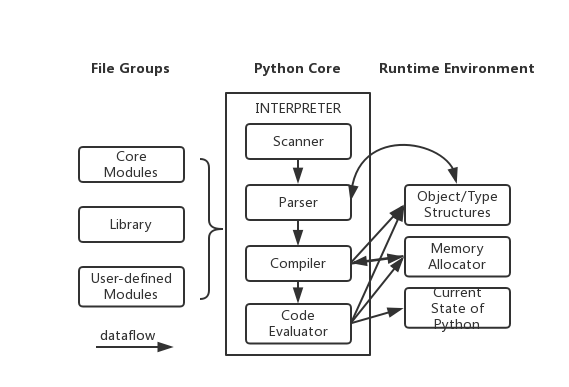 File Groups
Python Core
Runtime Environment
INTERPRETER
Scanner
Core
Modules
Parser
Object/Type
Structures
Library
Memory
Allocator
Compiler
User-defined
Modules
Current
State of
Python
Code
Evaluator
dataflow